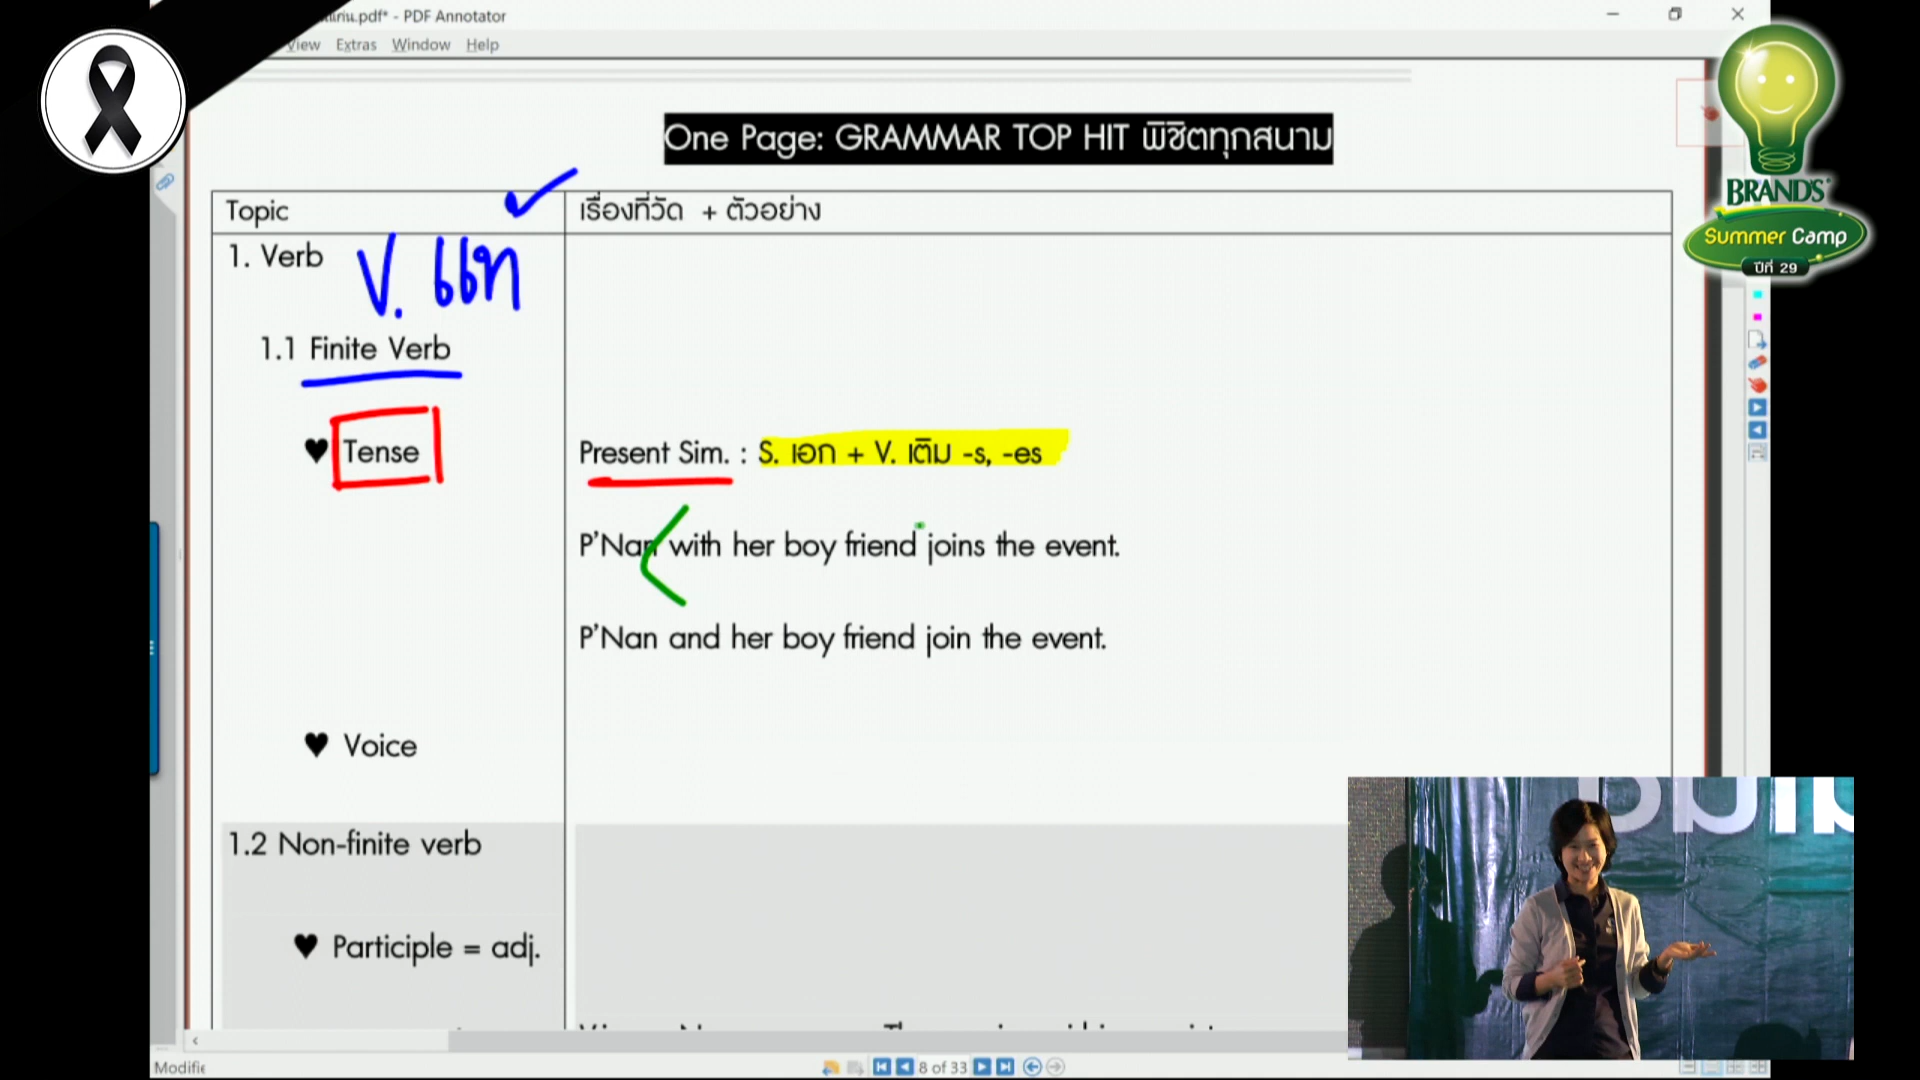 .pdf* - PDF Annotator
View Extras Window Help
One Page: GRAMMAR TOP HIT พิชิตทุกสนาม
BRAND'S
Summer Camp
ปีที่ 29
Topic
เรื่องที่วัด + ตัวอย่าง
1. Verb
V. แท
1.1 Finite Verb
♥ Tense
Present Sim. : S. เอก + V. เติม -s, -es
P'Nan with her boy friend joins the event.
P'Nan and her boy friend join the event.
♥ Voice
1.2 Non-finite verb
♥ Participle = adj.
8 of 33